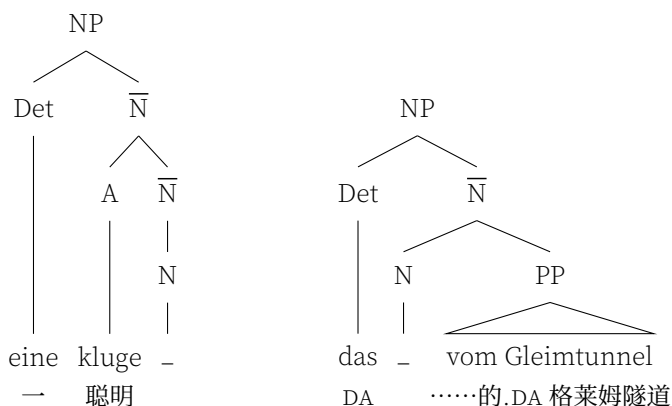 NP
Det N̅
NP
A N̅
Det N̅
N
N PP
eine kluge _
das _ vom Gleimtunnel
一 聪明
DA ……的.DA 格莱姆隧道